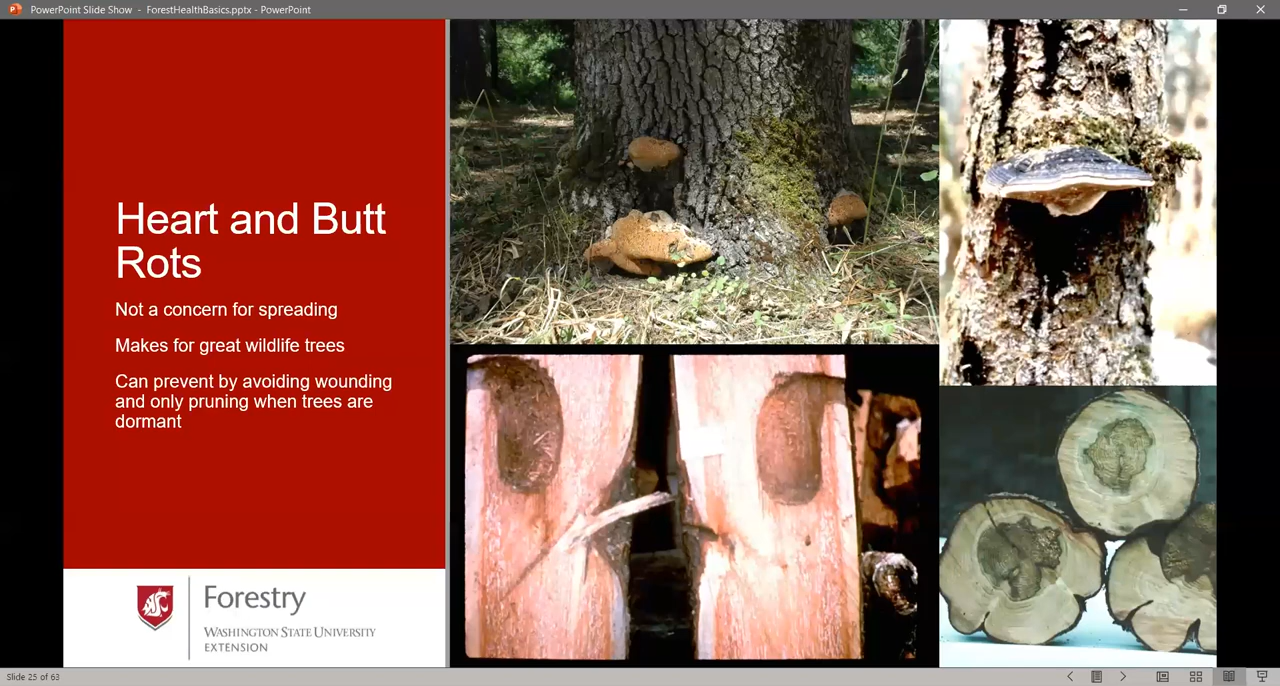 PowerPoint Slide Show - ForestHealthBasics.pptx - PowerPoint
Heart and Butt
Rots
Not a concern for spreading
Makes for great wildlife trees
Can prevent by avoiding wounding
and only pruning when trees are
dormant
Forestry
WASHINGTON STATE UNIVERSITY
EXTENSION
Slide 25 of 63